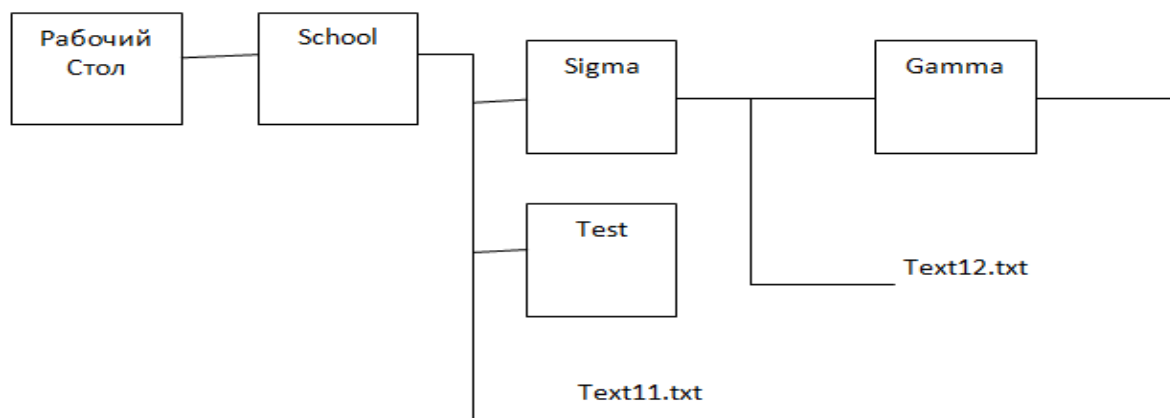 Рабочий
Стол
School
Sigma
Gamma
Test
Text12.txt
Text11.txt